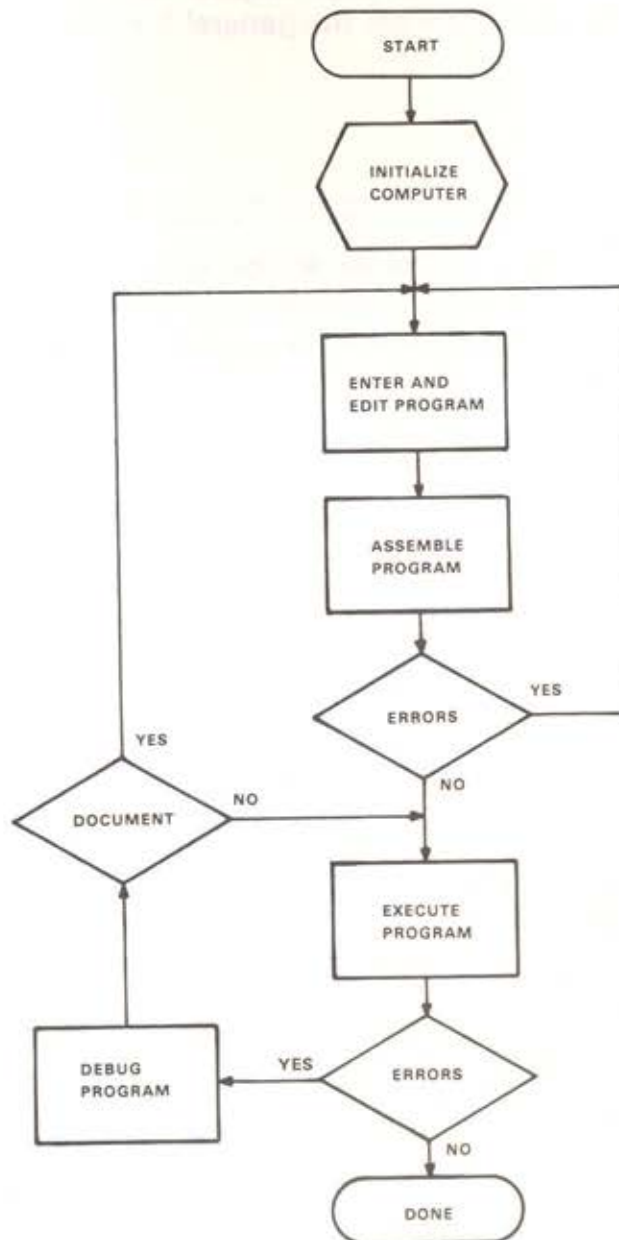 START
INITIALIZE
COMPUTER
ENTER AND
EDIT PROGRAM
ASSEMBLE
PROGRAM
ERRORS
YES
NO
YES
DOCUMENT
NO
EXECUTE
PROGRAM
DEBUG
PROGRAM
YES
ERRORS
NO
DONE